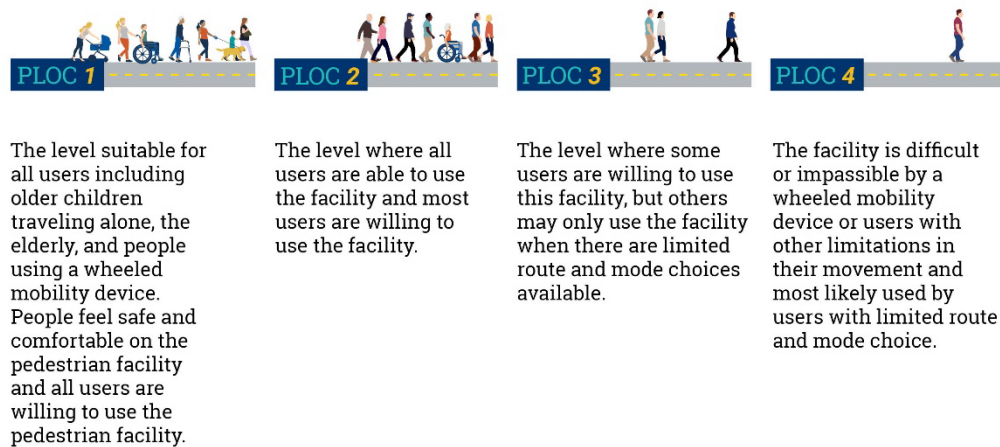 PLOC 1
The level suitable for
all users including
older children
traveling alone, the
elderly, and people
using a wheeled
mobility device.
People feel safe and
comfortable on the
pedestrian facility
and all users are
willing to use the
pedestrian facility.
PLOC 2
The level where all
users are able to use
the facility and most
users are willing to
use the facility.
PLOC 3
The level where some
users are willing to use
this facility, but others
may only use the facility
when there are limited
route and mode choices
available.
PLOC 4
The facility is difficult
or impassible by a
wheeled mobility
device or users with
other limitations in
their movement and
most likely used by
users with limited route
and mode choice.